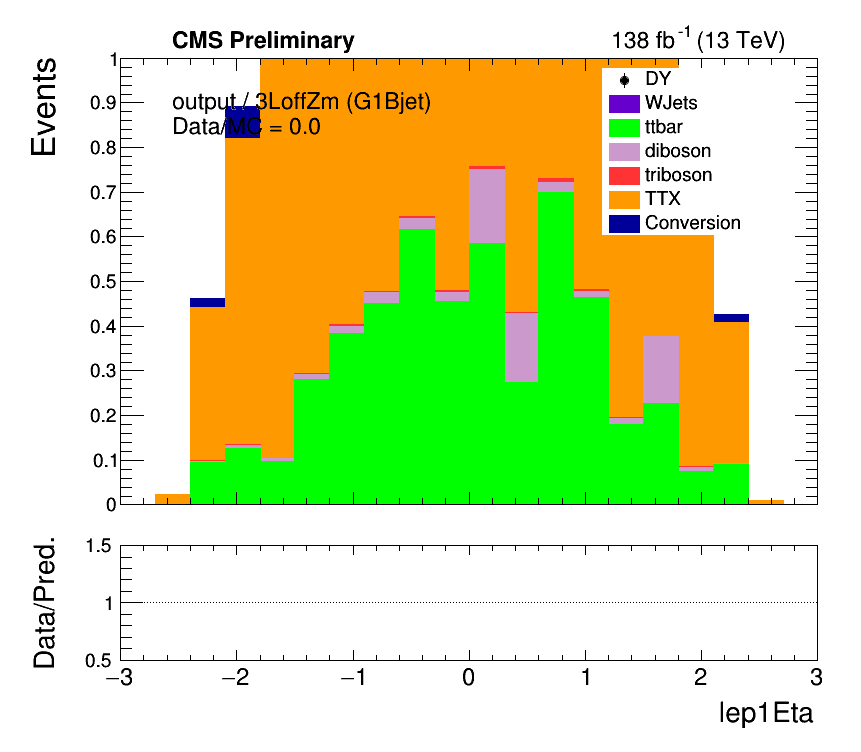 CMS Preliminary 138 fb-1 (13 TeV)
Events
output / 3LoffZm (G1Bjet)
Data/MC = 0.0
DY
WJets
ttbar
diboson
triboson
TTX
Conversion
1
0.9
0.8
0.7
0.6
0.5
0.4
0.3
0.2
0.1
0
Data/Pred.
1.5
1
0.5
−3 −2 −1 0 1 2 3
lep1Eta